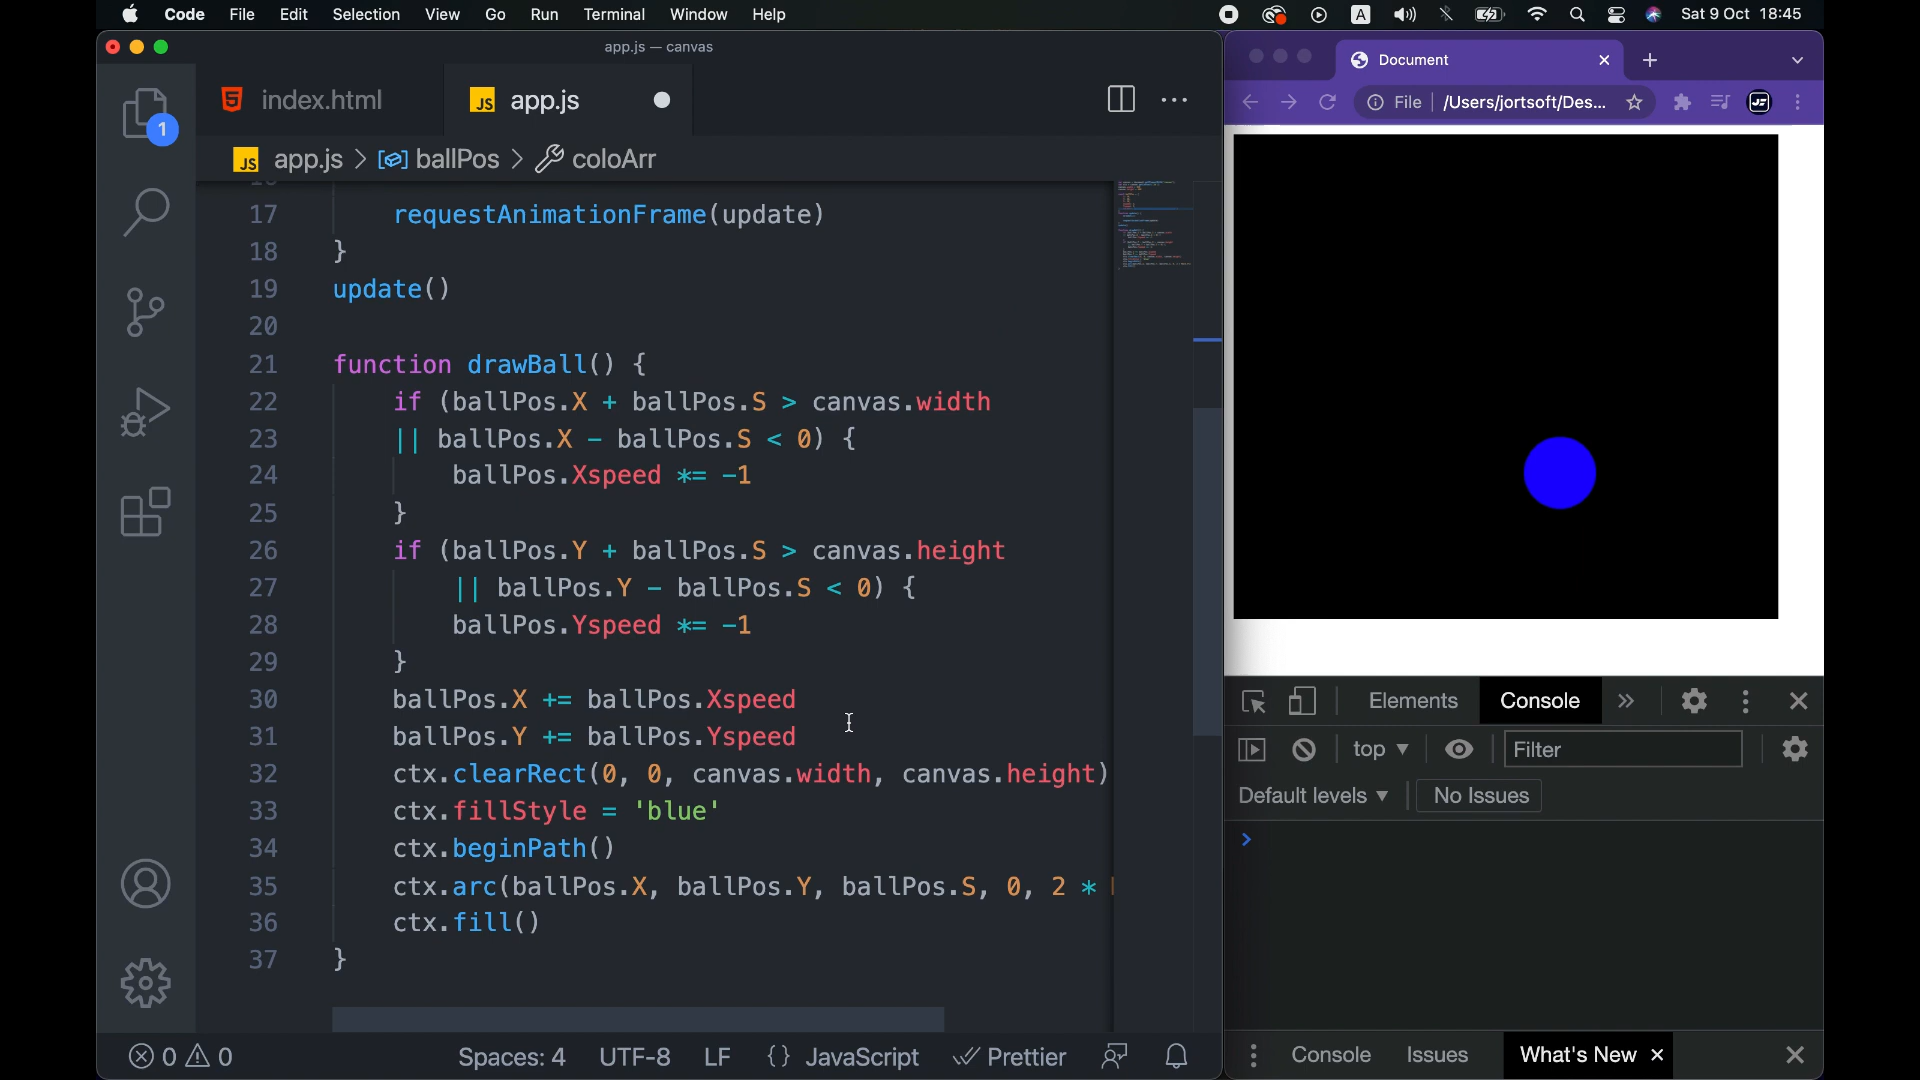 Code File Edit Selection View Go Run Terminal Window Help
A Sat 9 Oct 18:45
app.js — canvas
index.html
JS app.js
JS app.js > ballPos > coloArr
1
17 requestAnimationFrame(update)
18 }
19 update()
20
21 function drawBall() {
22 if (ballPos.X + ballPos.S > canvas.width
23 || ballPos.X - ballPos.S < 0) {
24 ballPos.Xspeed *= -1
25 }
26 if (ballPos.Y + ballPos.S > canvas.height
27 || ballPos.Y - ballPos.S < 0) {
28 ballPos.Yspeed *= -1
29 }
30 ballPos.X += ballPos.Xspeed
31 ballPos.Y += ballPos.Yspeed
32 ctx.clearRect(0, 0, canvas.width, canvas.height)
33 ctx.fillStyle = 'blue'
34 ctx.beginPath()
35 ctx.arc(ballPos.X, ballPos.Y, ballPos.S, 0, 2 *
36 ctx.fill()
37 }
0 0 Spaces: 4 UTF-8 LF {} JavaScript Prettier
Document
File /Users/jortsoft/Des...
Elements Console
top Filter
Default levels No Issues
Console Issues What's New